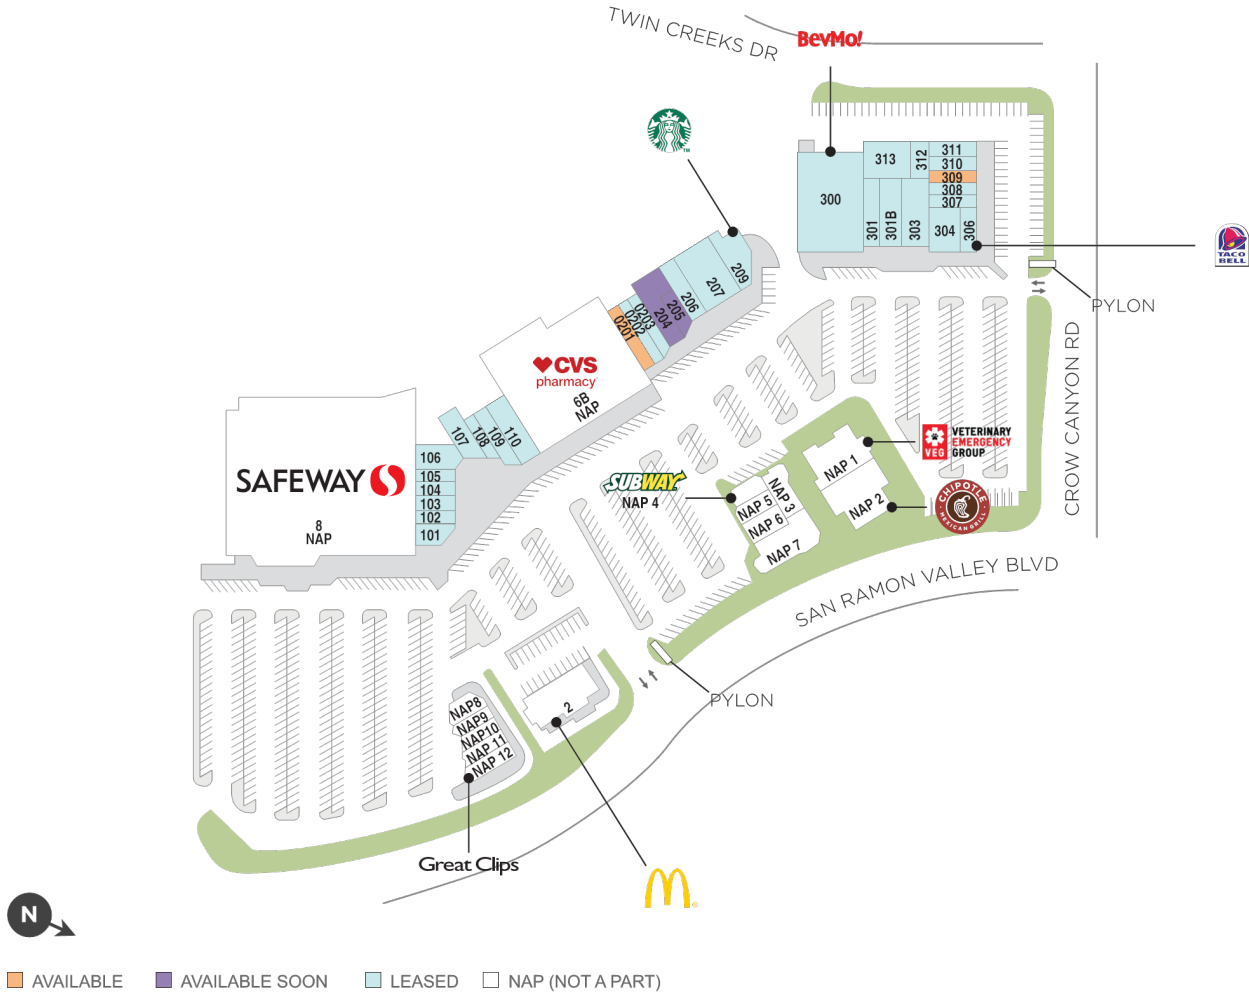 TWIN CREEKS DR
BevMo!
311
310
309
308
307
312
313
300
301
301B
303
304
306
TACO
BELL
PYLON
CROW CANYON RD
209
207
206
205
204
0203
0202
0201
CVS
pharmacy
6B
NAP
110
109
108
107
106
105
104
103
102
101
SAFEWAY
8
NAP
VEG
VETERINARY
EMERGENCY
GROUP
CHIPOTLE
MEXICAN GRILL
SUBWAY
NAP 4
NAP 1
NAP 2
NAP 3
NAP 5
NAP 6
NAP 7
SAN RAMON VALLEY BLVD
PYLON
2
NAP8
NAP9
NAP10
NAP 11
NAP 12
Great Clips
N
AVAILABLE
AVAILABLE SOON
LEASED
NAP (NOT A PART)